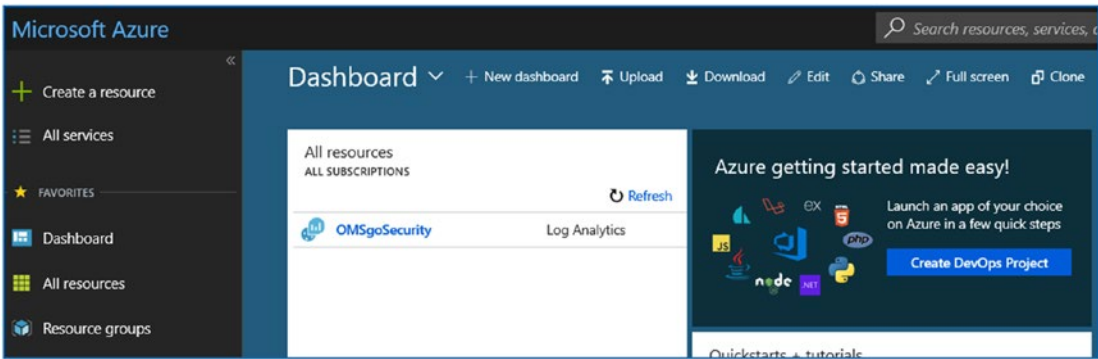 Microsoft Azure
Search resources, services,
«
Create a resource
All services
FAVORITES
Dashboard
All resources
Resource groups
Dashboard
+ New dashboard
Upload
Download
Edit
Share
Full screen
Clone
All resources
ALL SUBSCRIPTIONS
Refresh
OMSgoSecurity Log Analytics
Azure getting started made easy!
Launch an app of your choice
on Azure in a few quick steps
Create DevOps Project
ex
JS
php
node
.NET
Quickstarts + tutorials